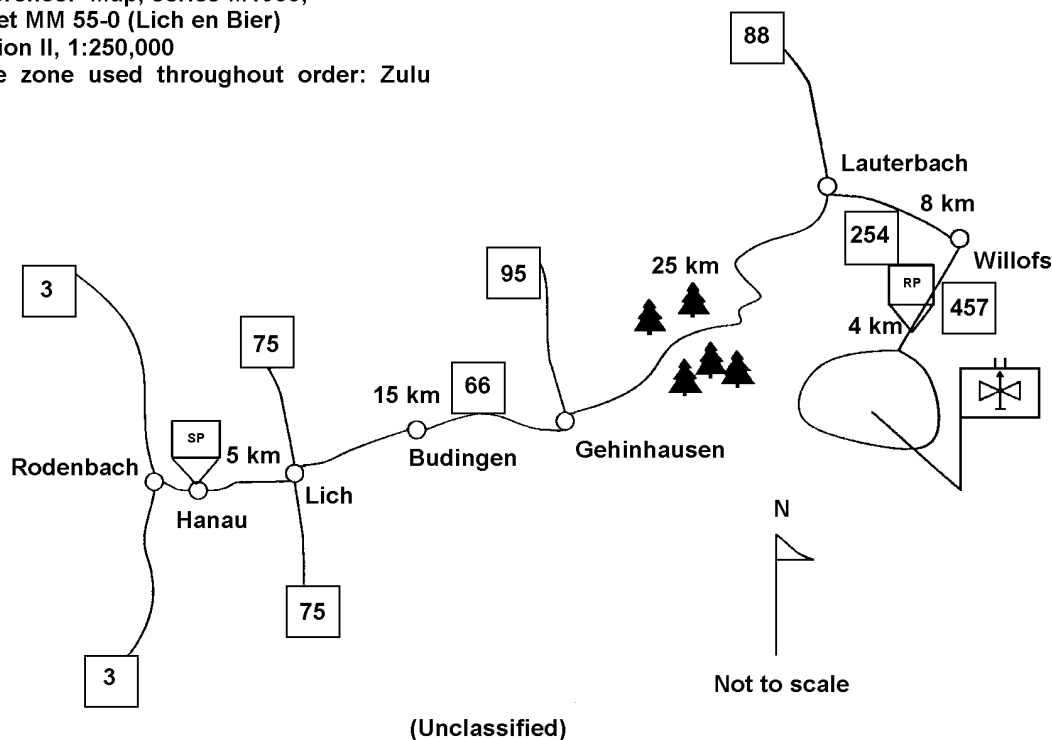 sheet MM 55-0 (Lich en Bier)
ion II, 1:250,000
zone used throughout order: Zulu
88
Lauterbach
8 km
254
Willofs
25 km
95
RP
457
3
4 km
75
15 km
66
SP
5 km
Gehinhausen
Rodenbach
Budingen
Lich
Hanau
N
75
3
Not to scale
(Unclassified)